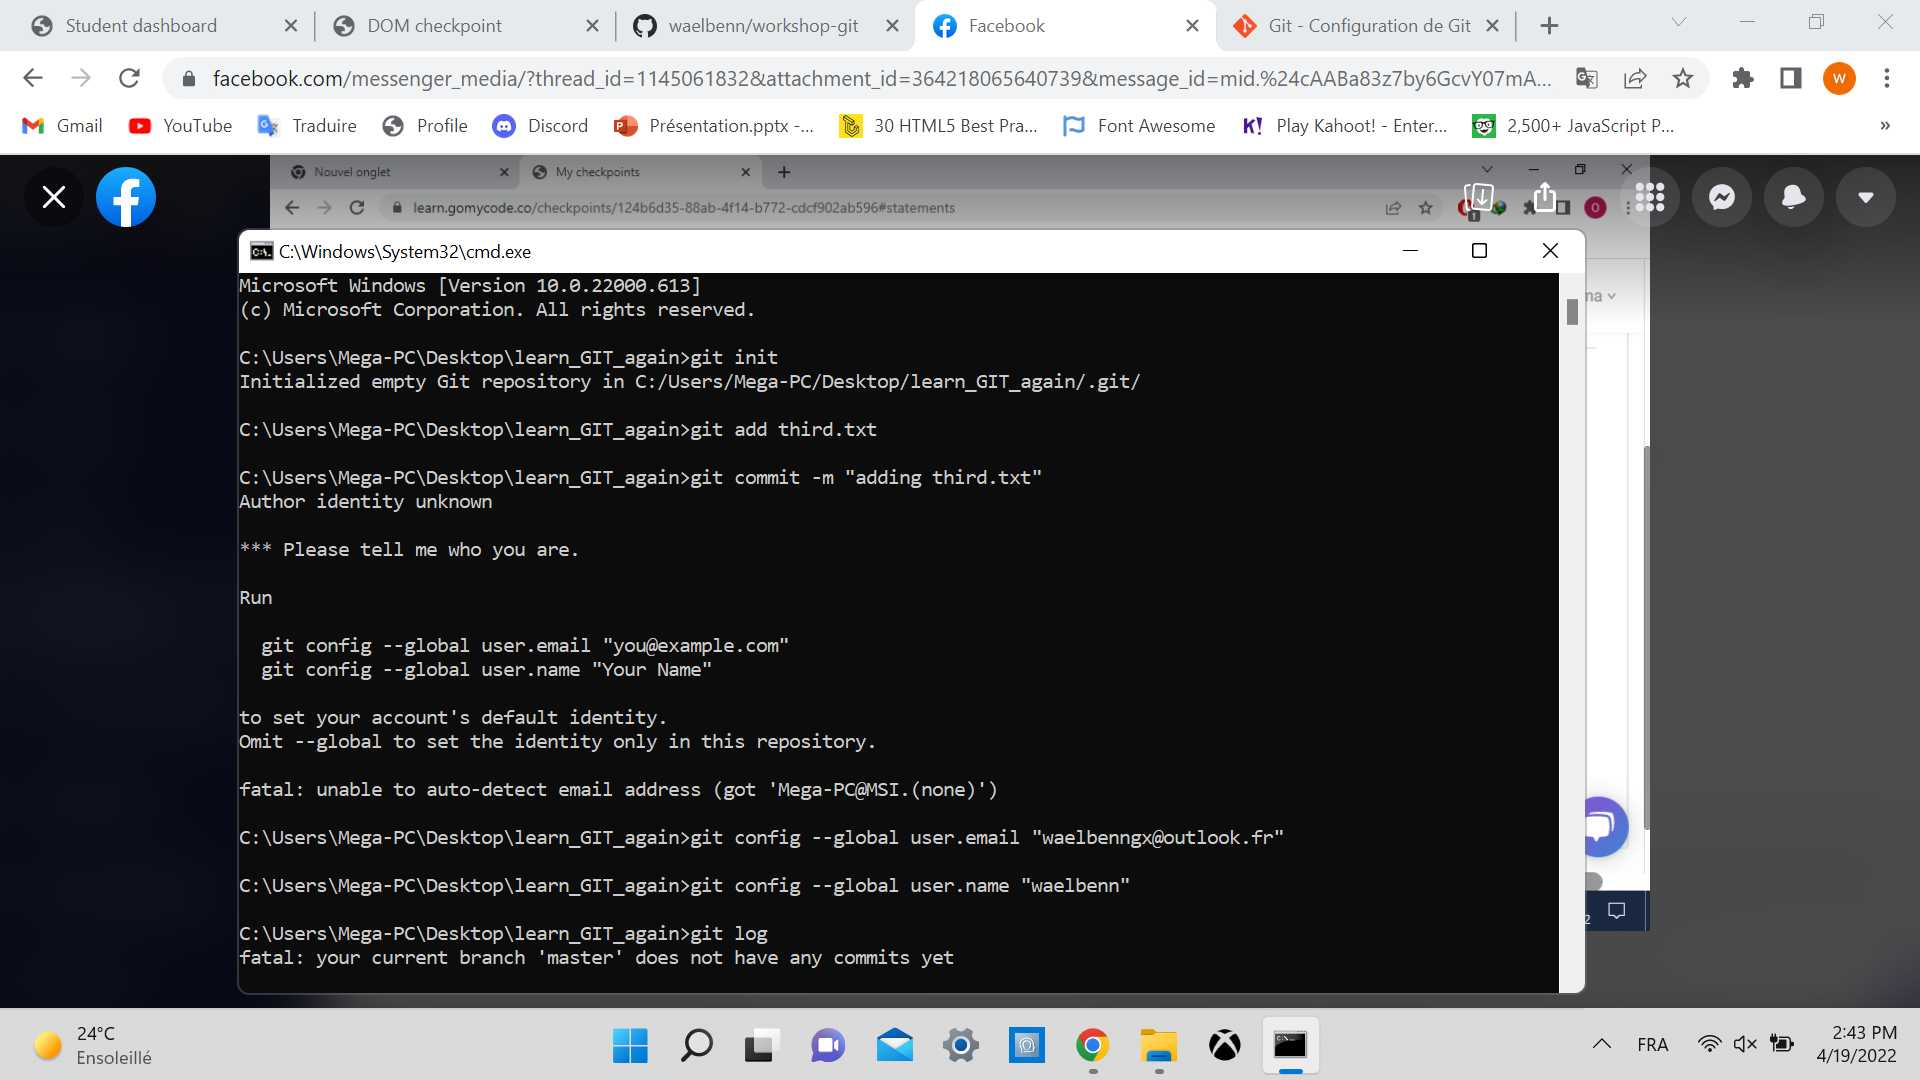 Student dashboard
DOM checkpoint
waelbenn/workshop-git
Facebook
Git - Configuration de Git
facebook.com/messenger_media/?thread_id=1145061832&attachment_id=364218065640739&message_id=mid.%24cAABa83z7by6GcvY07mA...
W
Gmail
YouTube
Traduire
Profile
Discord
Présentation.pptx -...
30 HTML5 Best Pra...
Font Awesome
K! Play Kahoot! - Enter...
2,500+ JavaScript P...
»
Nouvel onglet
My checkpoints
learn.gomycode.co/checkpoints/124b6d35-88ab-4f14-b772-cdcf902ab596#statements
1
O
ma
C:\Windows\System32\cmd.exe
Microsoft Windows [Version 10.0.22000.613]
(c) Microsoft Corporation. All rights reserved.
C:\Users\Mega-PC\Desktop\learn_GIT_again>git init
Initialized empty Git repository in C:/Users/Mega-PC/Desktop/learn_GIT_again/.git/
C:\Users\Mega-PC\Desktop\learn_GIT_again>git add third.txt
C:\Users\Mega-PC\Desktop\learn_GIT_again>git commit -m "adding third.txt"
Author identity unknown
*** Please tell me who you are.
Run
git config --global user.email "you@example.com"
git config --global user.name "Your Name"
to set your account's default identity.
Omit --global to set the identity only in this repository.
fatal: unable to auto-detect email address (got 'Mega-PC@MSI.(none)')
C:\Users\Mega-PC\Desktop\learn_GIT_again>git config --global user.email "waelbenngx@outlook.fr"
C:\Users\Mega-PC\Desktop\learn_GIT_again>git config --global user.name "waelbenn"
C:\Users\Mega-PC\Desktop\learn_GIT_again>git log
fatal: your current branch 'master' does not have any commits yet
2
24°C
Ensoleillé
FRA
2:43 PM
4/19/2022